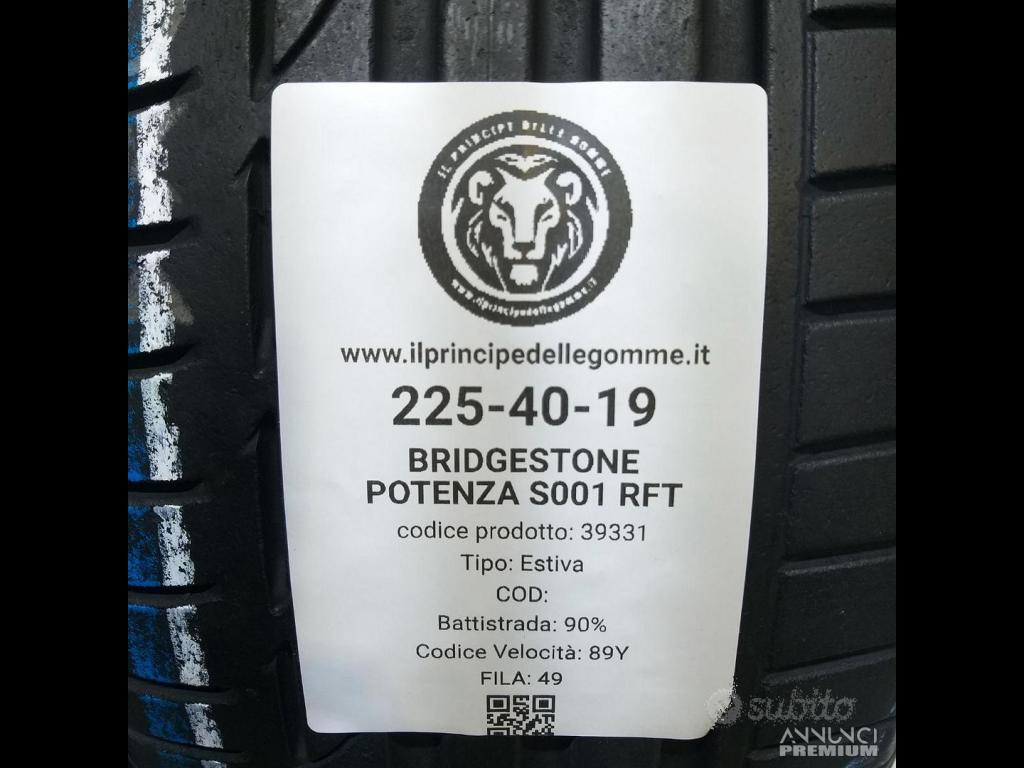 IL PRINCIPE DELLE GOMME
www.ilprincipedellegomme.it
www.ilprincipedellegomme.it
225-40-19
BRIDGESTONE
POTENZA S001 RFT
codice prodotto: 39331
Tipo: Estiva
COD:
Battistrada: 90%
Codice Velocità: 89Y
FILA: 49
subito
ANNUNCI
PREMIUM